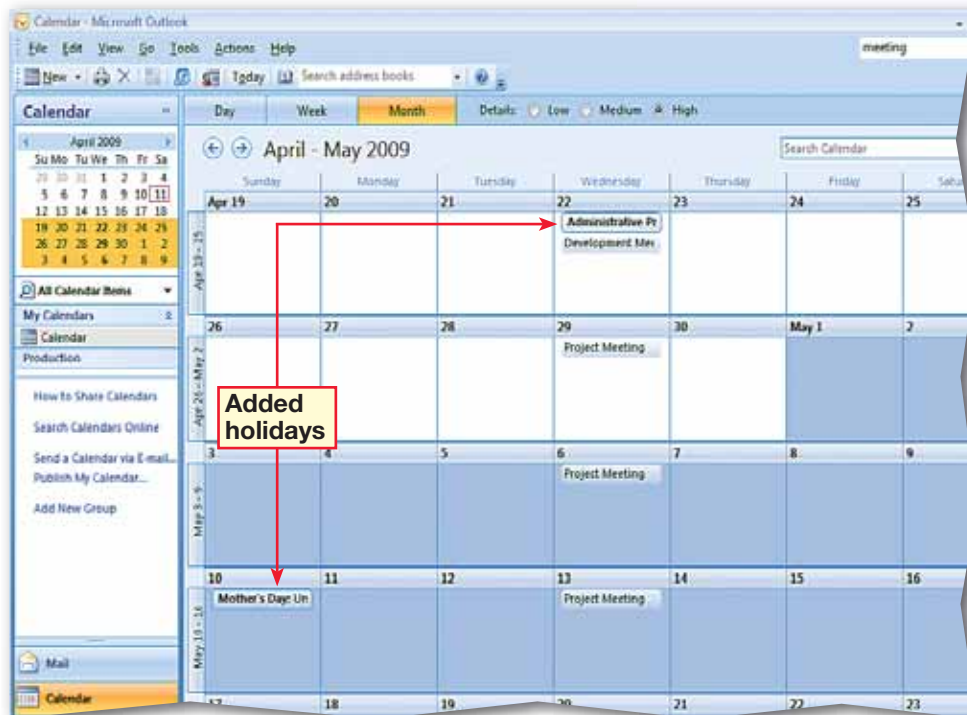 Calendar - Microsoft Outlook
File Edit View Go Tools Actions Help
meeting
New Today Search address books
Calendar
Day Week Month Details: Low Medium High
April 2009
Su Mo Tu We Th Fr Sa
29 30 31 1 2 3 4
5 6 7 8 9 10 11
12 13 14 15 16 17 18
19 20 21 22 23 24 25
26 27 28 29 30 1 2
3 4 5 6 7 8 9
All Calendar Items
My Calendars
Calendar
Production
How to Share Calendars
Search Calendars Online
Send a Calendar via E-mail...
Publish My Calendar...
Add New Group
Mail
Calendar
April - May 2009
Search Calendar
Sunday Monday Tuesday Wednesday Thursday Friday Satu
Apr 19 20 21 22 23 24 25
Apr 19 - 25
Administrative Pr
Development Mee
26 27 28 29 30 May 1 2
Apr 26 - May 2
Project Meeting
Added
holidays
3 4 5 6 7 8 9
May 3 - 9
Project Meeting
10 11 12 13 14 15 16
May 10 - 16
Mother's Day: Un
Project Meeting
17 18 19 20 21 22 23